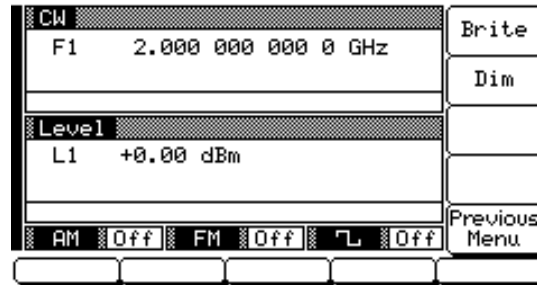 CW
F1 2.000 000 000 0 GHz
Level
L1 +0.00 dBm
AM Off FM Off Off
Brite
Dim
Previous
Menu